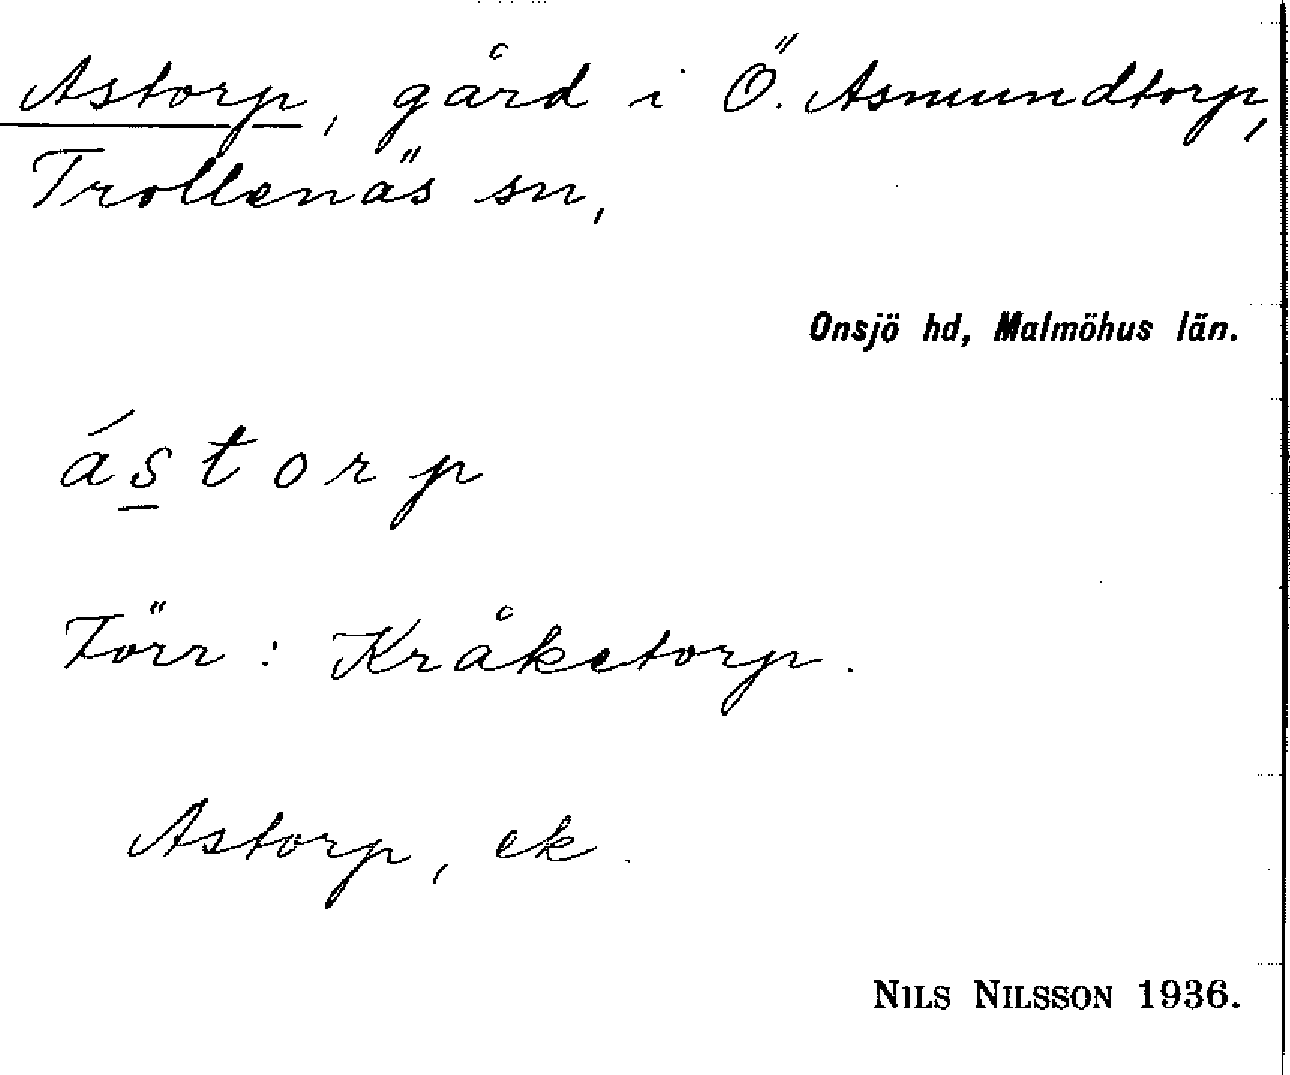 Astorp, gård i Ö. Asmundtorp,
Trollenäs sn,
Onsjö hd, Malmöhus län.
ástorp
Förr: Kråketorp.
Astorp, ek.
NILS NILSSON 1936.